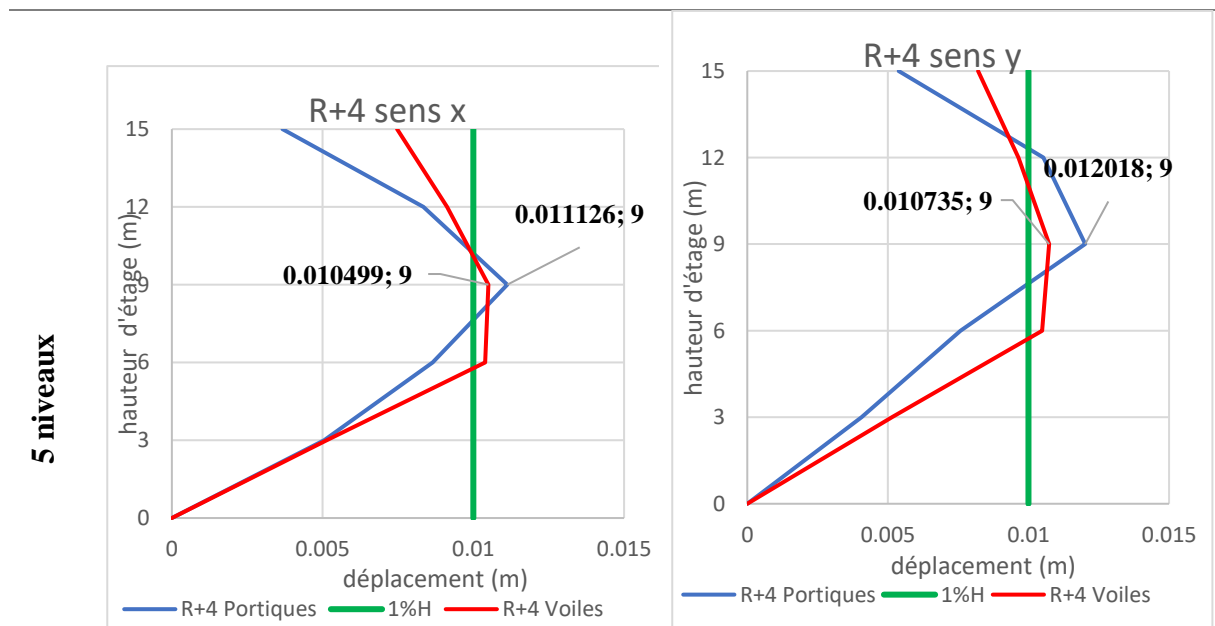 5 niveaux
R+4 sens x
hauteur d'étage (m)
15
12
9
6
3
0
0.011126; 9
0.010499; 9
0
0.005
0.01
0.015
déplacement (m)
R+4 Portiques
1%H
R+4 Voiles
R+4 sens y
hauteur d'étage (m)
15
12
9
6
3
0
0.012018; 9
0.010735; 9
0
0.005
0.01
0.015
déplacement (m)
R+4 Portiques
1%H
R+4 Voiles